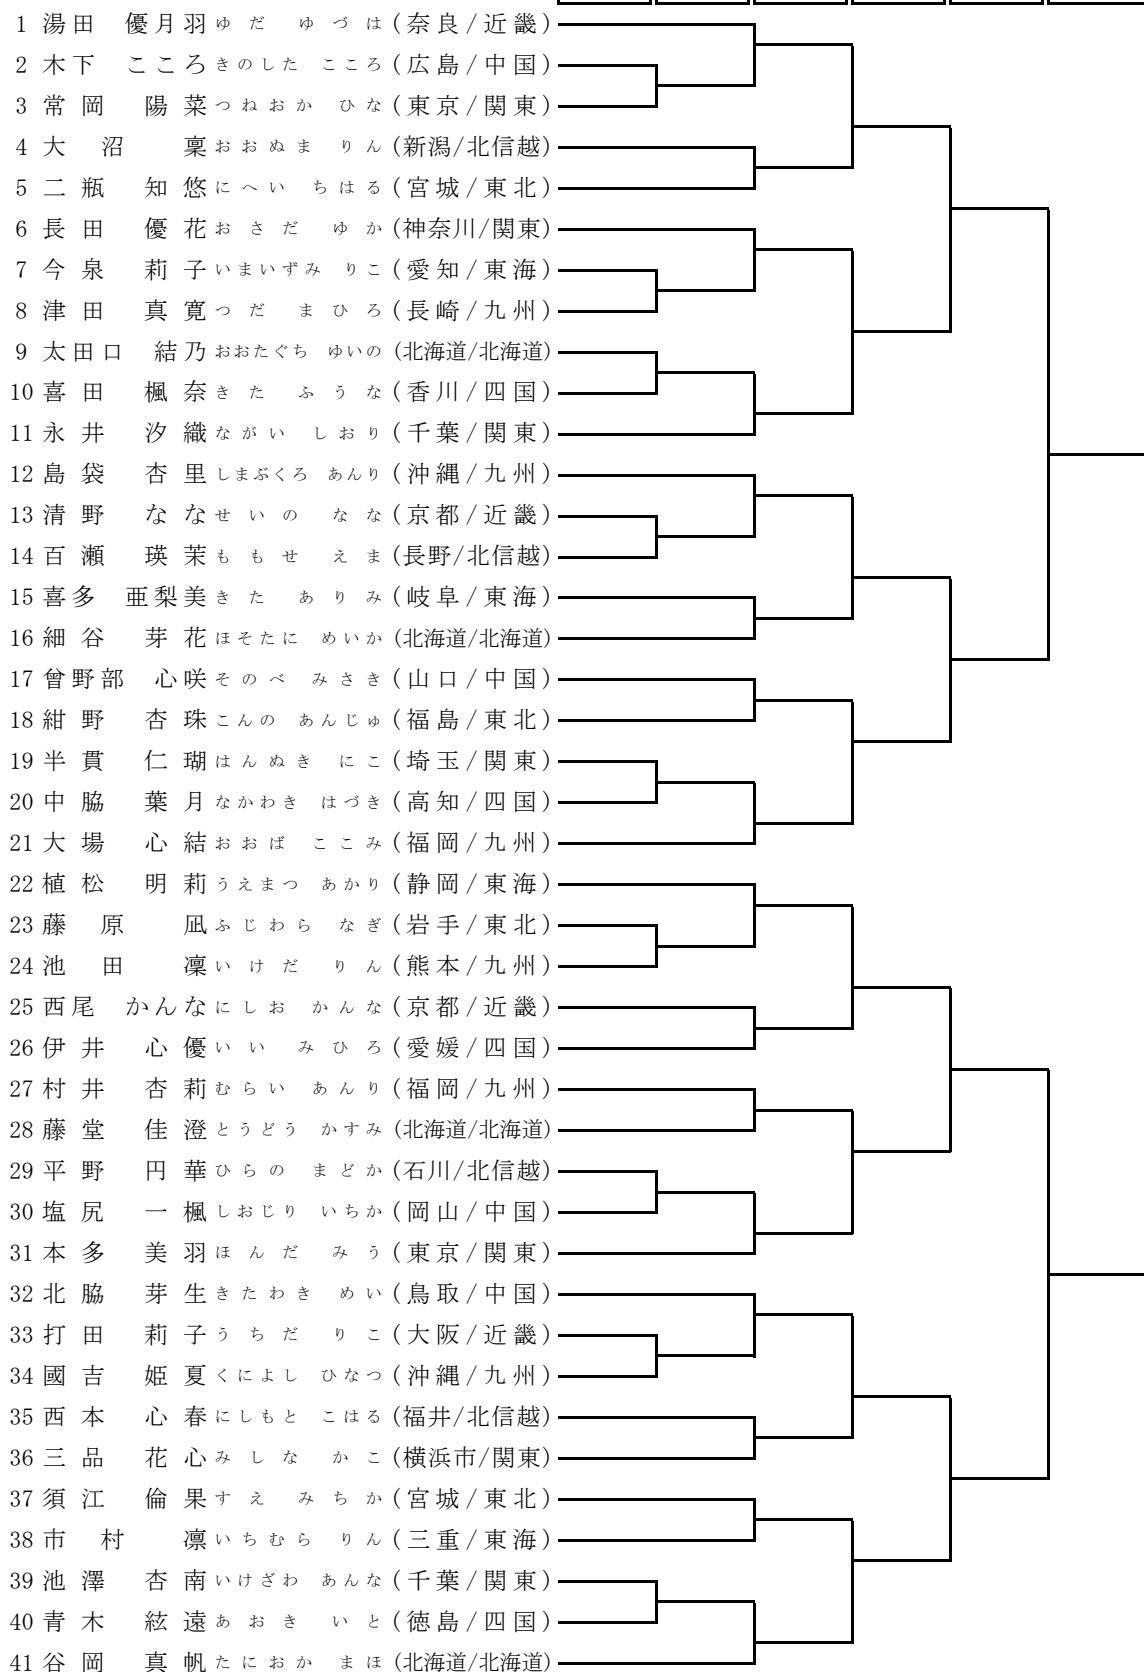 1 湯田 優月羽 ゆだ ゆづは (奈良/近畿)
2 木下 こころ きのした こころ (広島/中国)
3 常岡 陽菜 つねおか ひな (東京/関東)
4 大沼 稟 おおぬま りん (新潟/北信越)
5 二瓶 知悠 にへい ちはる (宮城/東北)
6 長田 優花 おさだ ゆか (神奈川/関東)
7 今泉 莉子 いまいずみ りこ (愛知/東海)
8 津田 真寛 つだ まひろ (長崎/九州)
9 太田口 結乃 おおたぐち ゆいの (北海道/北海道)
10 喜田 楓奈 きた ふうな (香川/四国)
11 永井 汐織 ながい しおり (千葉/関東)
12 島袋 杏里 しまぶくろ あんり (沖縄/九州)
13 清野 なな せいの なな (京都/近畿)
14 百瀬 瑛茉 ももせ えま (長野/北信越)
15 喜多 亜梨美 きた ありみ (岐阜/東海)
16 細谷 芽花 ほそたに めいか (北海道/北海道)
17 曾野部 心咲 そのべ みさき (山口/中国)
18 紺野 杏珠 こんの あんじゅ (福島/東北)
19 半貫 仁瑚 はんぬき にこ (埼玉/関東)
20 中脇 葉月 なかわき はづき (高知/四国)
21 大場 心結 おおば ここみ (福岡/九州)
22 植松 明莉 うえまつ あかり (静岡/東海)
23 藤原 凪 ふじわら なぎ (岩手/東北)
24 池田 凜 いけだ りん (熊本/九州)
25 西尾 かんな にしお かんな (京都/近畿)
26 伊井 心優 いい みひろ (愛媛/四国)
27 村井 杏莉 むらい あんり (福岡/九州)
28 藤堂 佳澄 とうどう かすみ (北海道/北海道)
29 平野 円華 ひらの まどか (石川/北信越)
30 塩尻 一楓 しおじり いちか (岡山/中国)
31 本多 美羽 ほんだ みう (東京/関東)
32 北脇 芽生 きたわき めい (鳥取/中国)
33 打田 莉子 うちだ りこ (大阪/近畿)
34 國吉 姫夏 くによし ひなつ (沖縄/九州)
35 西本 心春 にしもと こはる (福井/北信越)
36 三品 花心 みしな かこ (横浜市/関東)
37 須江 倫果 すえ みちか (宮城/東北)
38 市村 凛 いちむら りん (三重/東海)
39 池澤 杏南 いけざわ あんな (千葉/関東)
40 青木 絃遠 あおき いと (徳島/四国)
41 谷岡 真帆 たにおか まほ (北海道/北海道)